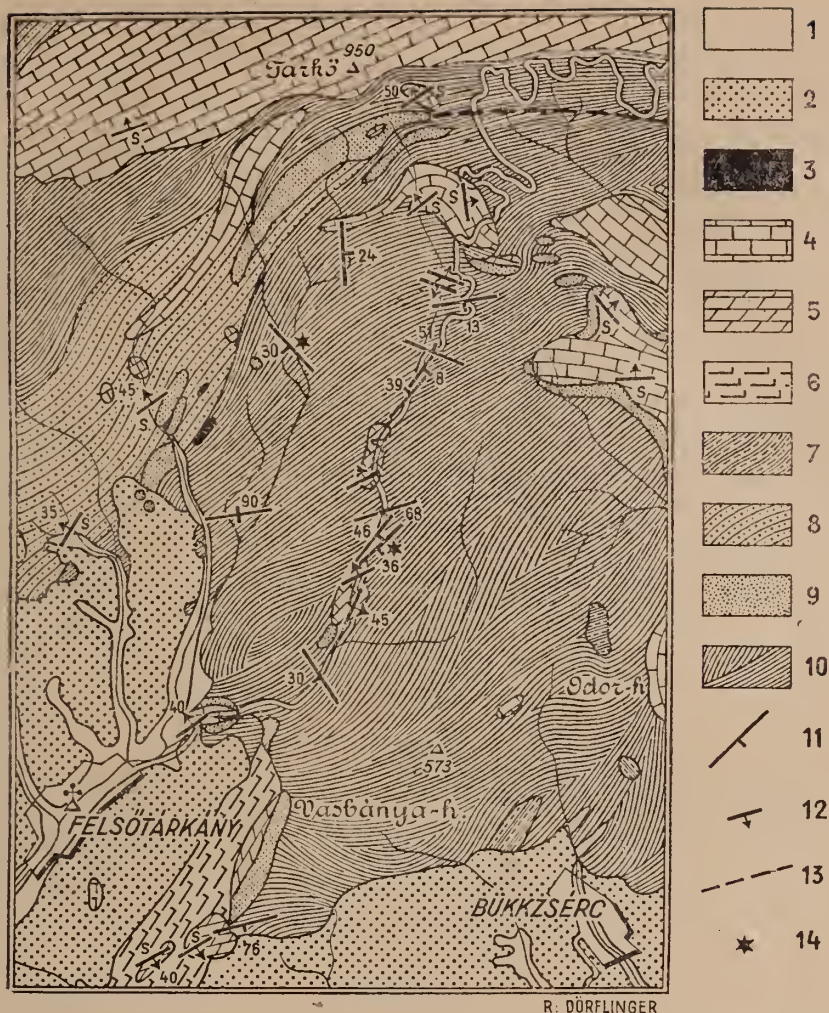 Tarkő 950
50
S
S
S
S
24
13
30
5
8
S
39
S
45
S
35
S
90
68
46
36
45
30
Odor-h.
40
573
FELSŐTÁRKÁNY
Vasbánya-h.
BÜKKZSÉRC
S
S
76
40
R: DÖRFLINGER
1
2
3
4
5
6
7
8
9
10
11
12
13
14